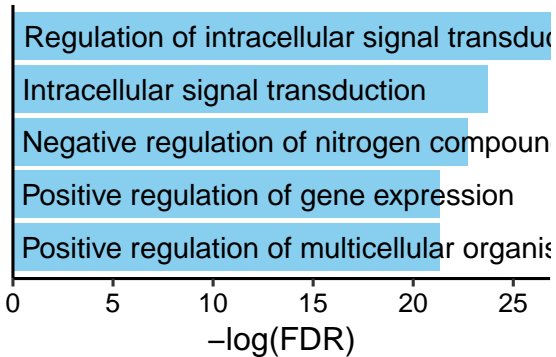 Regulation of intracellular signal transduc
Intracellular signal transduction
Negative regulation of nitrogen compoun
Positive regulation of gene expression
Positive regulation of multicellular organis
0 5 10 15 20 25
−log(FDR)